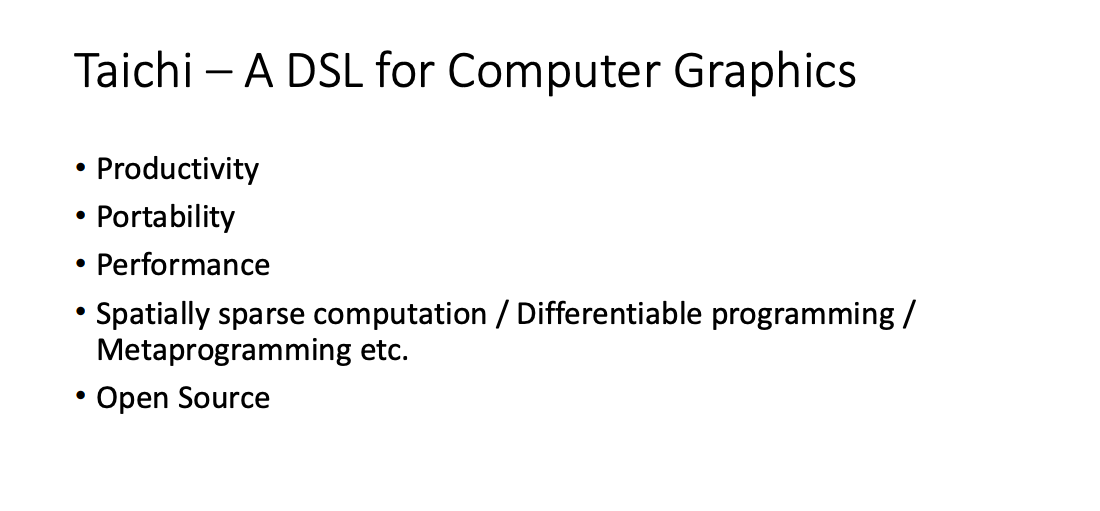 Taichi – A DSL for Computer Graphics
• Productivity
• Portability
• Performance
• Spatially sparse computation / Differentiable programming /
Metaprogramming etc.
• Open Source